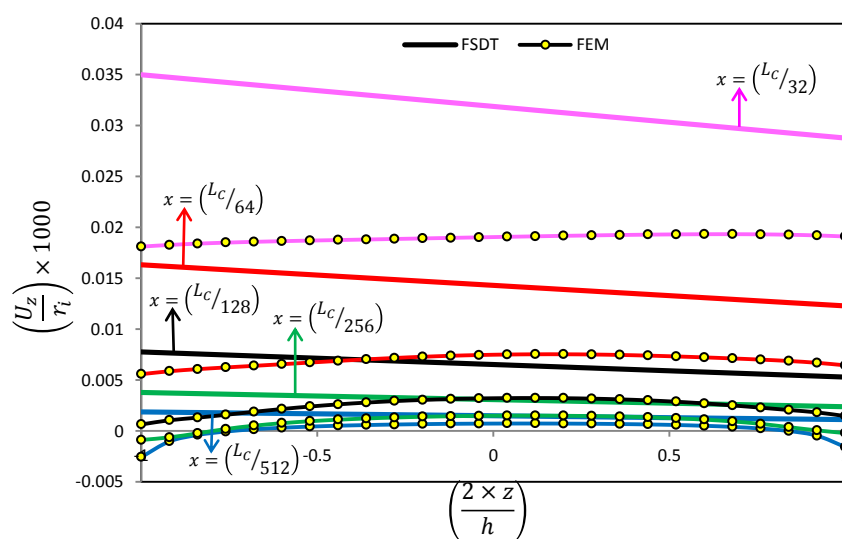 0.04
FSDT
FEM
0.035
x = (L_C/32)
0.03
0.025
x = (L_C/64)
0.02
0.015
x = (L_C/128)
x = (L_C/256)
0.01
0.005
0
-1
-0.5
0
0.5
x = (L_C/512)
-0.005
(U_z/r_i) × 1000
(2 × z/h)